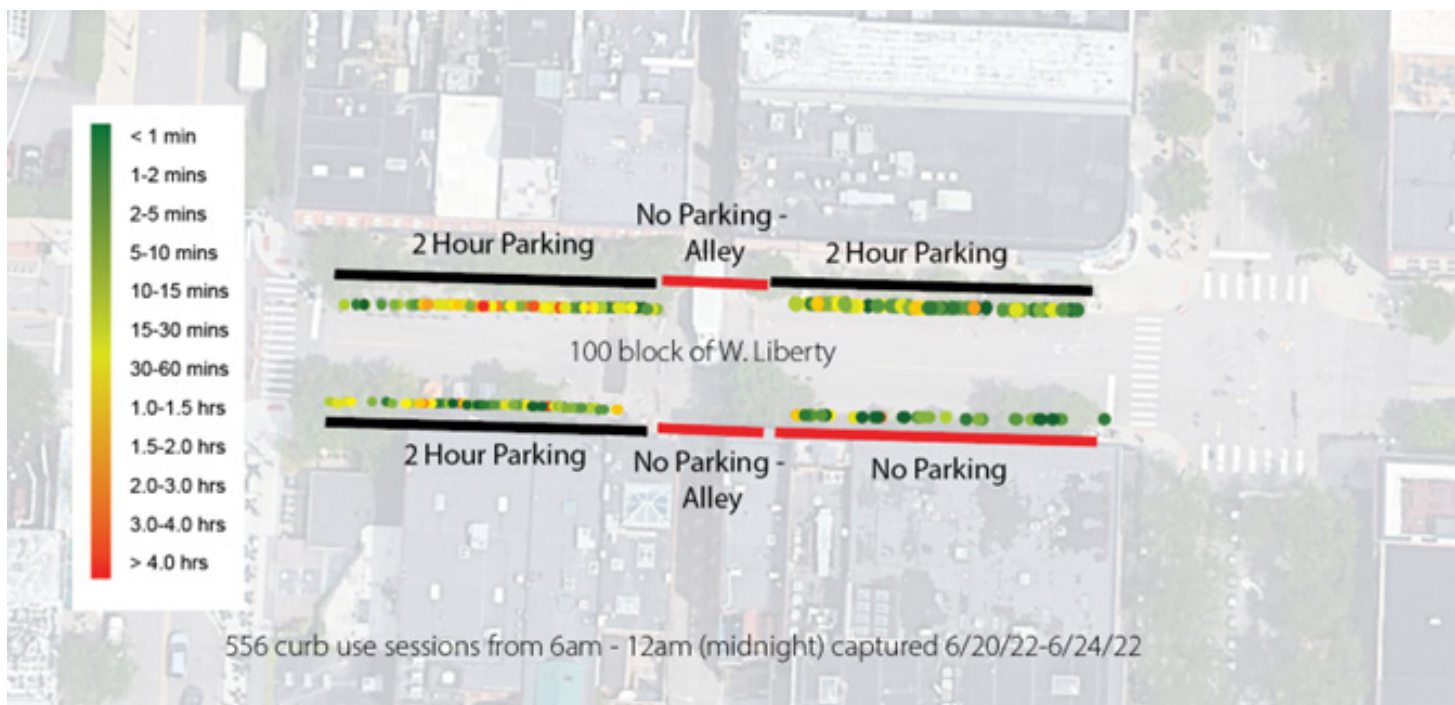 < 1 min
1-2 mins
2-5 mins
5-10 mins
10-15 mins
15-30 mins
30-60 mins
1.0-1.5 hrs
1.5-2.0 hrs
2.0-3.0 hrs
3.0-4.0 hrs
> 4.0 hrs
2 Hour Parking
No Parking -
Alley
2 Hour Parking
100 block of W. Liberty
2 Hour Parking
No Parking -
Alley
No Parking
556 curb use sessions from 6am - 12am (midnight) captured 6/20/22-6/24/22